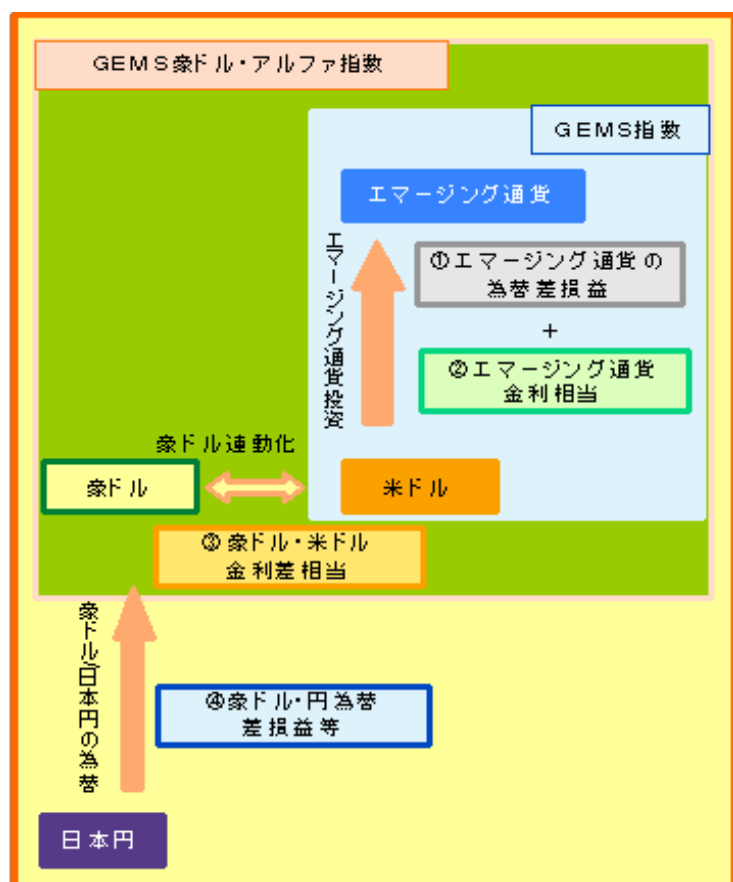 GEMS豪ドル・アルファ指数
GEMS指数
エマージング通貨
エマージング通貨投資
①エマージング通貨の
為替差損益
+
②エマージング通貨
金利相当
豪ドル連動化
豪ドル
米ドル
③豪ドル・米ドル
金利差相当
豪ドル/日本円の為替
④豪ドル・円為替
差損益等
日本円